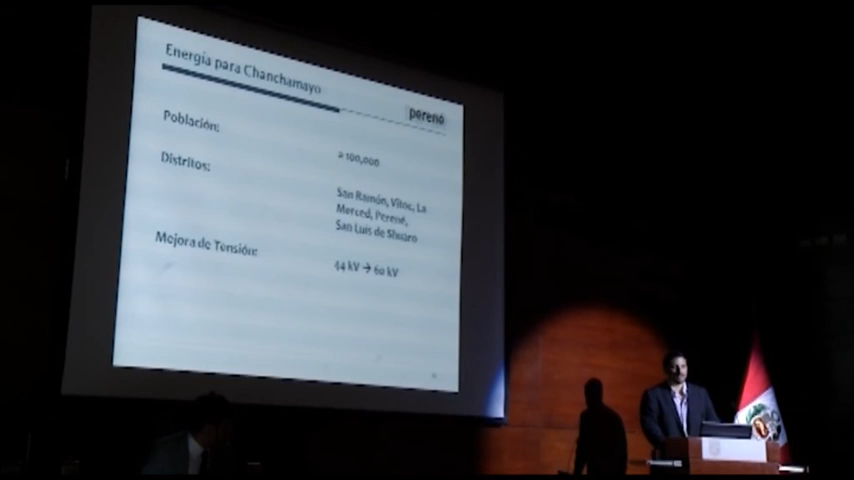 Energía para Chanchamayo
perené
Población:
≥ 100,000
Distritos:
San Ramón, Vitoc, La
Merced, Perené,
San Luis de Shuaro
Mejora de Tensión:
44 kV → 60 kV